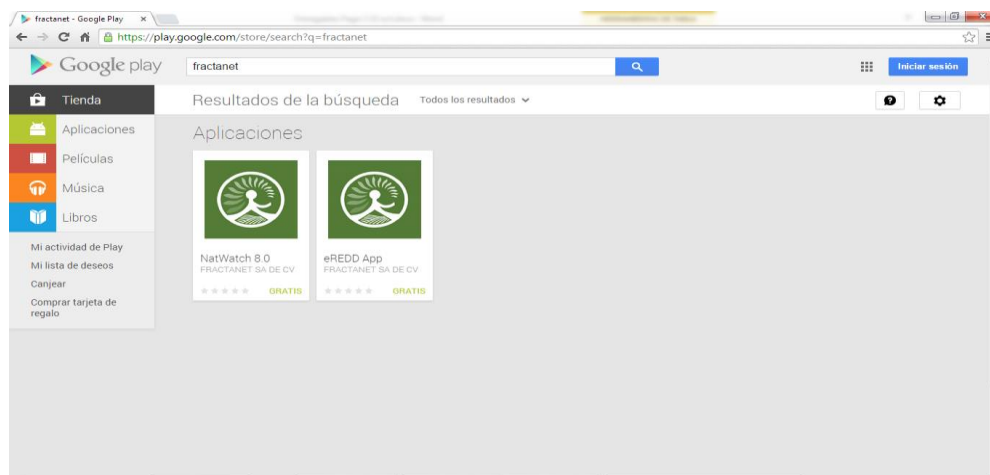 fractanet - Google Play
https://play.google.com/store/search?q=fractanet
Google play
fractanet
Iniciar sesión
Tienda
Resultados de la búsqueda
Todos los resultados
Aplicaciones
Películas
Música
Libros
Mi actividad de Play
Mi lista de deseos
Canjear
Comprar tarjeta de
regalo
Aplicaciones
NatWatch 8.0
FRACTANET SA DE CV
GRATIS
eREDD App
FRACTANET SA DE CV
GRATIS